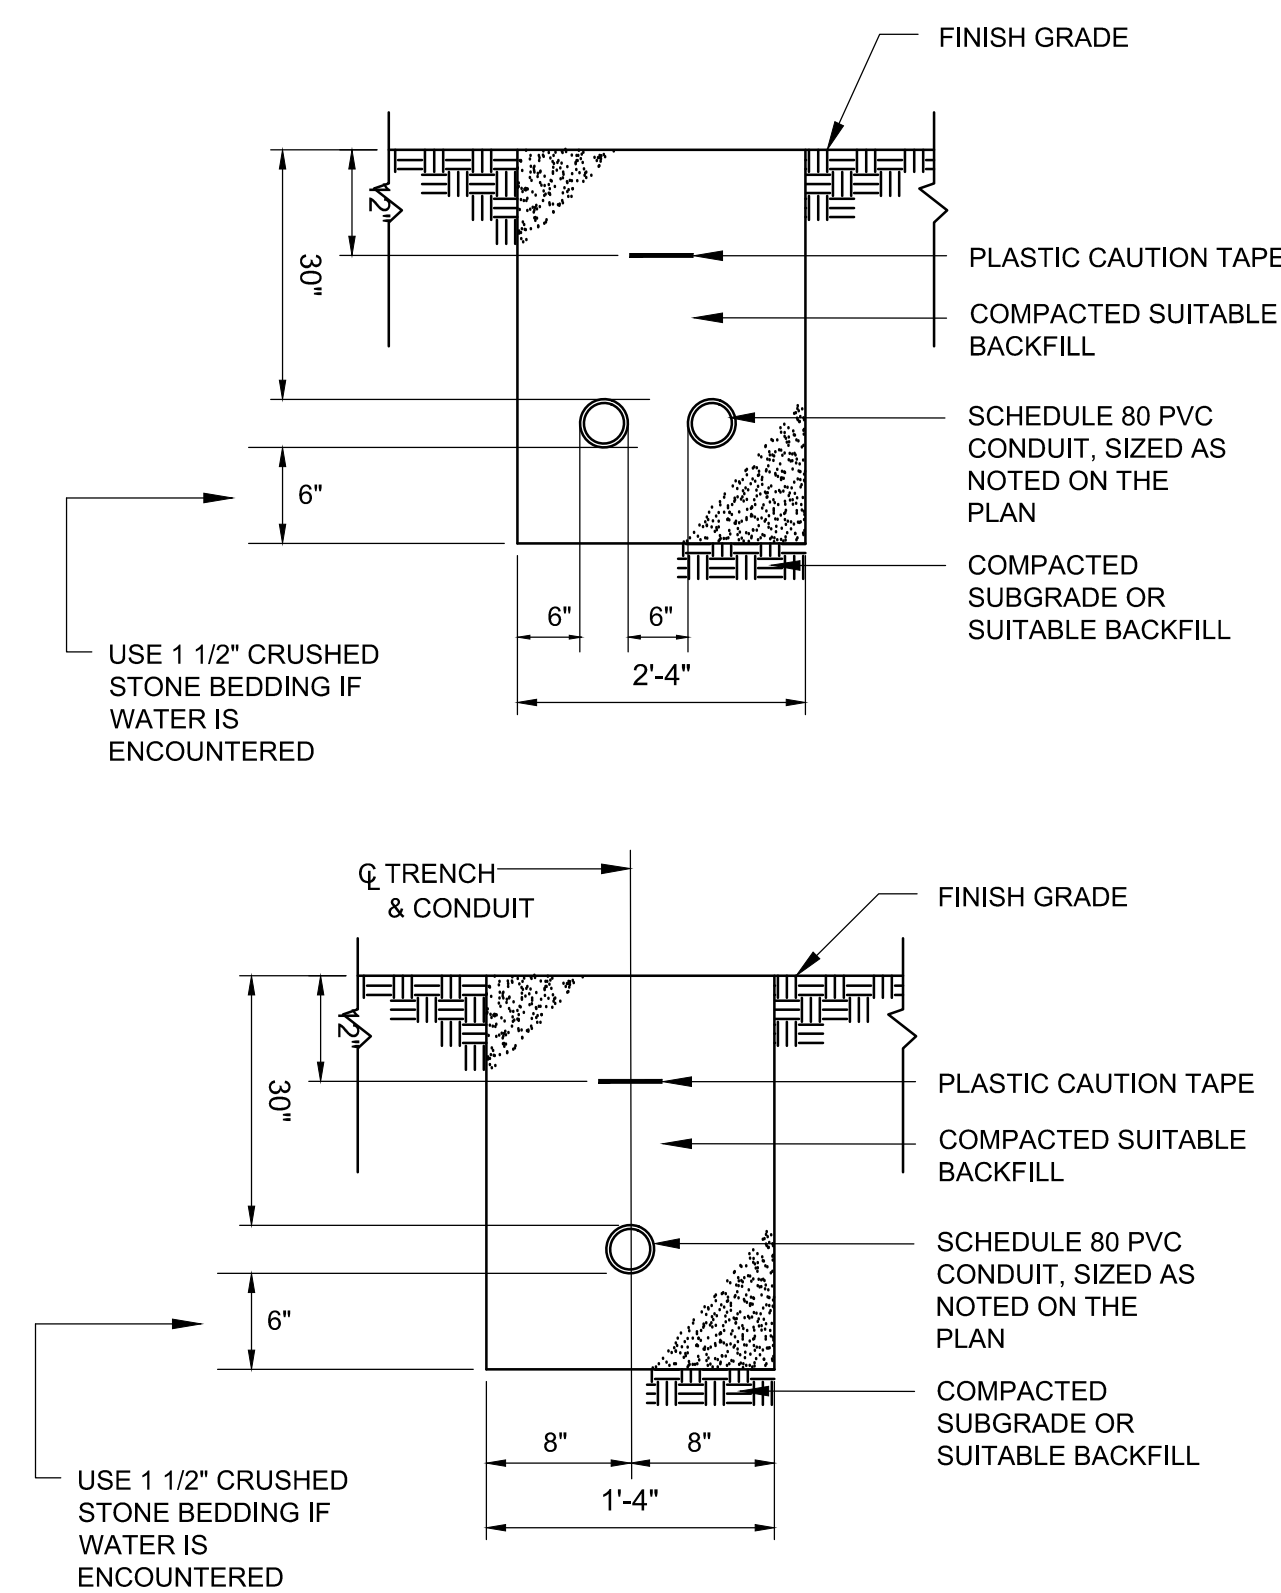 FINISH GRADE
12"
30"
PLASTIC CAUTION TAPE
COMPACTED SUITABLE
BACKFILL
SCHEDULE 80 PVC
CONDUIT, SIZED AS
NOTED ON THE
PLAN
6"
COMPACTED
SUBGRADE OR
SUITABLE BACKFILL
6"
6"
2'-4"
USE 1 1/2" CRUSHED
STONE BEDDING IF
WATER IS
ENCOUNTERED
℄ TRENCH
& CONDUIT
FINISH GRADE
12"
30"
PLASTIC CAUTION TAPE
COMPACTED SUITABLE
BACKFILL
SCHEDULE 80 PVC
CONDUIT, SIZED AS
NOTED ON THE
PLAN
6"
COMPACTED
SUBGRADE OR
SUITABLE BACKFILL
8"
8"
1'-4"
USE 1 1/2" CRUSHED
STONE BEDDING IF
WATER IS
ENCOUNTERED